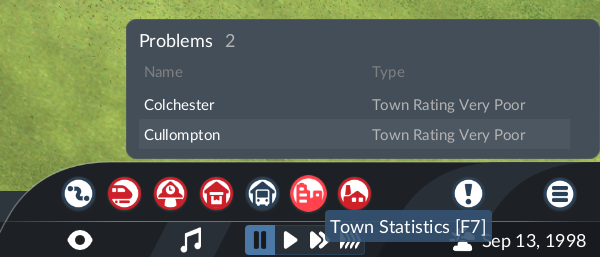 Problems 2
Name Type
Colchester Town Rating Very Poor
Cullompton Town Rating Very Poor
Town Statistics [F7]
Sep 13, 1998